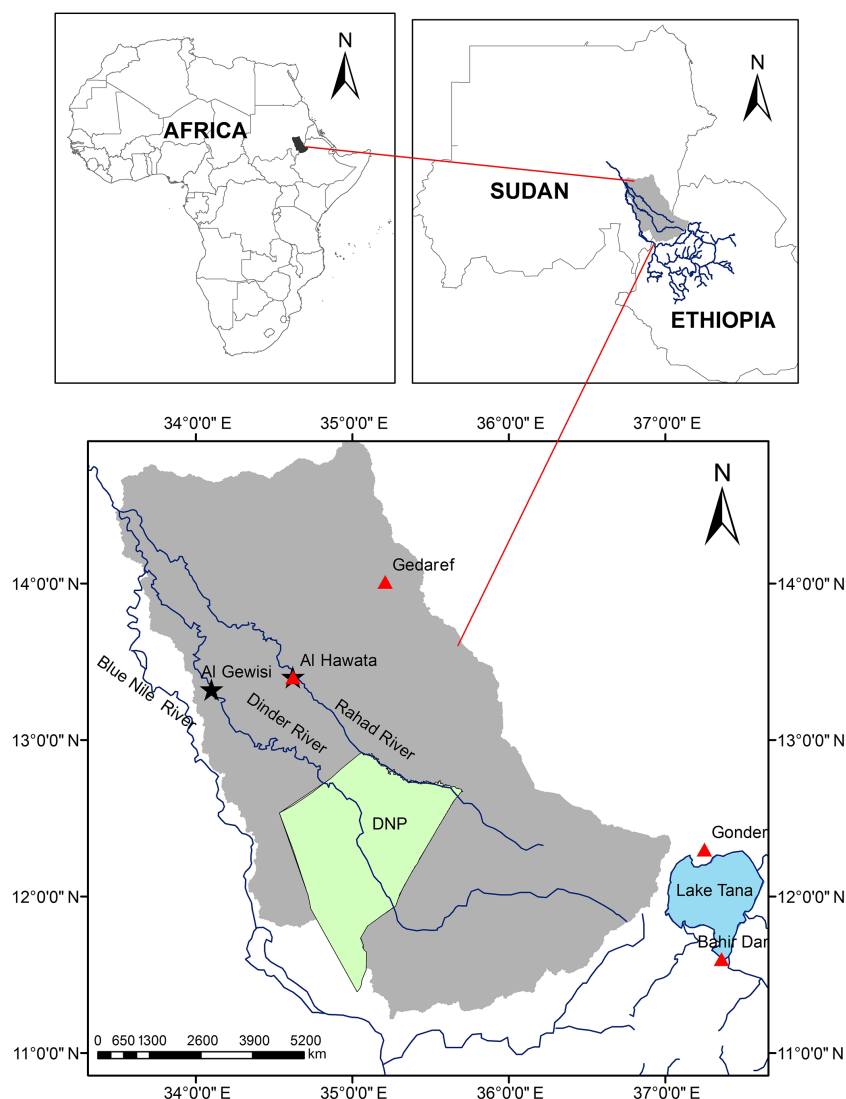 N
AFRICA
N
SUDAN
ETHIOPIA
34°0'0" E
35°0'0" E
36°0'0" E
37°0'0" E
N
Gedaref
14°0'0" N
14°0'0" N
Al Hawata
Al Gewisi
Blue Nile River
Dinder River
Rahad River
13°0'0" N
13°0'0" N
DNP
Gonder
Lake Tana
12°0'0" N
12°0'0" N
Bahir Dar
0 650 1300 2600 3900 5200
km
11°0'0" N
11°0'0" N
34°0'0" E
35°0'0" E
36°0'0" E
37°0'0" E